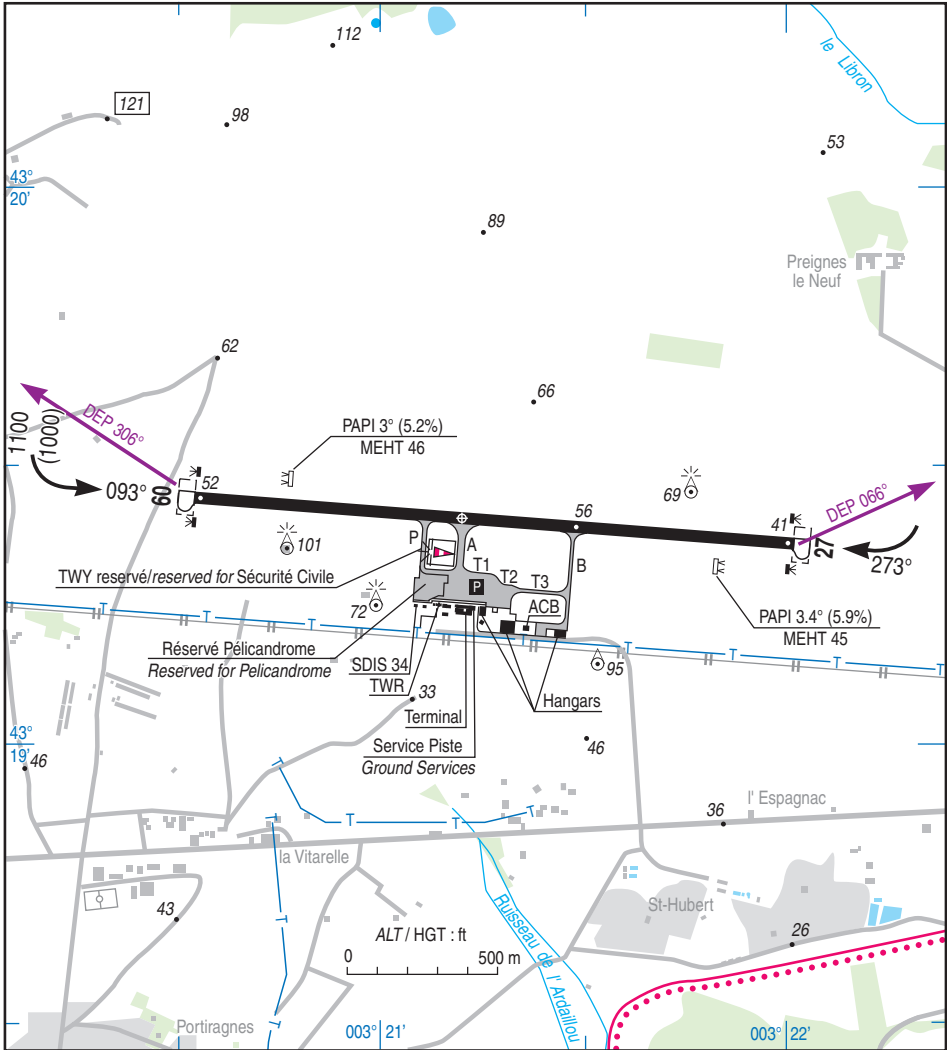 112
le Libron
121
98
53
43°
20'
89
Preignes
le Neuf
62
66
DEP 306°
1100
(1000)
PAPI 3° (5.2%)
MEHT 46
093°
09
52
69
DEP 066°
56
41
27
273°
101
P
A
T1
T2
T3
B
P
ACB
TWY reservé/reserved for Sécurité Civile
72
PAPI 3.4° (5.9%)
MEHT 45
T
T
T
T
T
T
T
T
Réservé Pélicandrome
Reserved for Pelicandrome
SDIS 34
TWR
95
33
Hangars
Terminal
43°
19'
46
Service Piste
Ground Services
46
T
T
T
T
T
36
l' Espagnac
la Vitarelle
T
43
St-Hubert
Ruisseau de l' Ardaillou
ALT / HGT : ft
0
500 m
26
T
Portiragnes
003° 21'
003° 22'